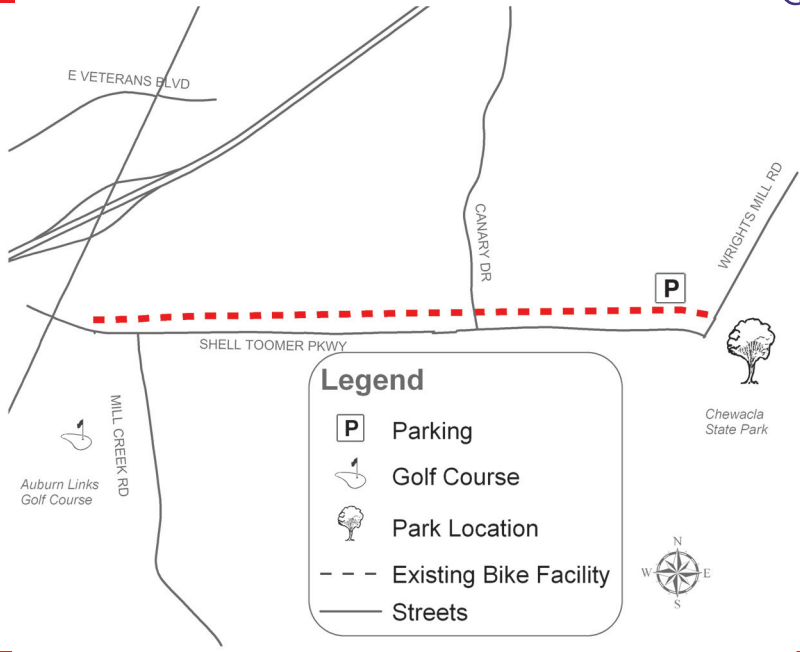 E VETERANS BLVD
CANARY DR
WRIGHTS MILL RD
P
SHELL TOOMER PKWY
Chewacla
State Park
MILL CREEK RD
Auburn Links
Golf Course
Legend
P Parking
Golf Course
Park Location
Existing Bike Facility
Streets
N
W E
S